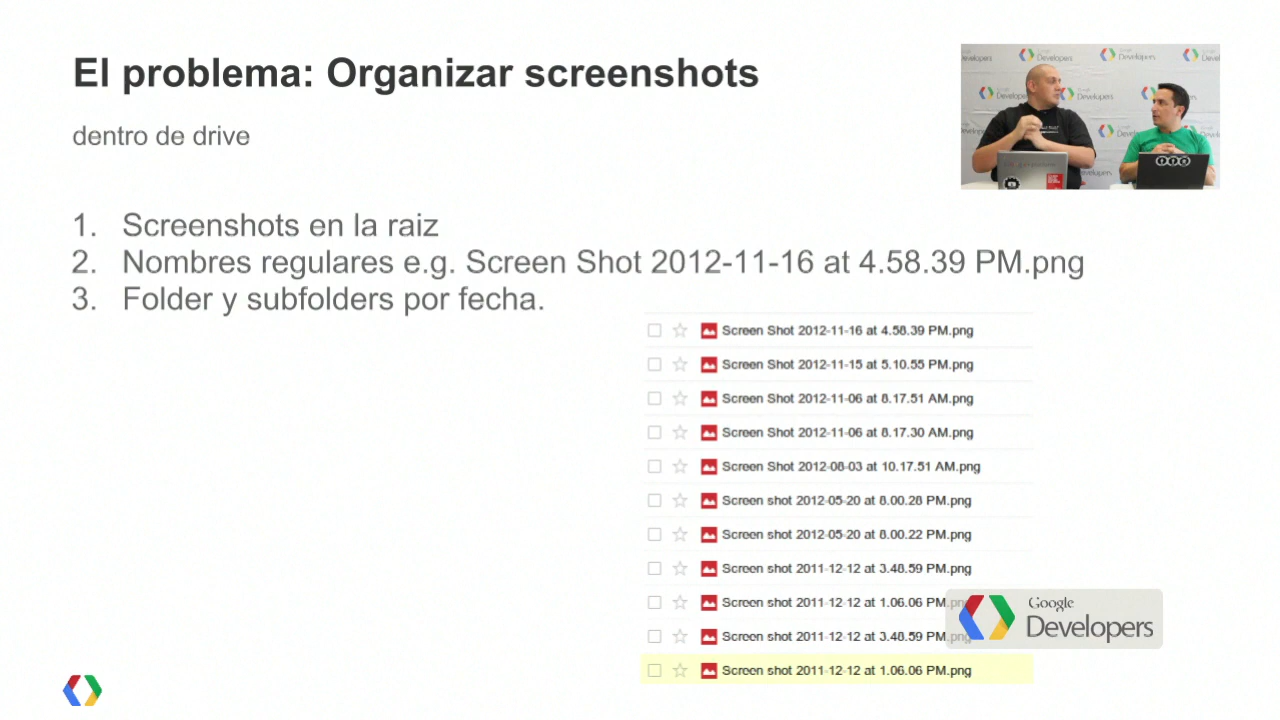 El problema: Organizar screenshots
dentro de drive
1. Screenshots en la raiz
2. Nombres regulares e.g. Screen Shot 2012-11-16 at 4.58.39 PM.png
3. Folder y subfolders por fecha.
Screen Shot 2012-11-16 at 4.58.39 PM.png
Screen Shot 2012-11-15 at 5.10.55 PM.png
Screen Shot 2012-11-06 at 8.17.51 AM.png
Screen Shot 2012-11-06 at 8.17.30 AM.png
Screen Shot 2012-08-03 at 10.17.51 AM.png
Screen shot 2012-05-20 at 8.00.28 PM.png
Screen shot 2012-05-20 at 8.00.22 PM.png
Screen shot 2011-12-12 at 3.48.59 PM.png
Screen shot 2011-12-12 at 1.06.06 PM.png
Screen shot 2011-12-12 at 3.48.59 PM.png
Screen shot 2011-12-12 at 1.06.06 PM.png
Google
Developers